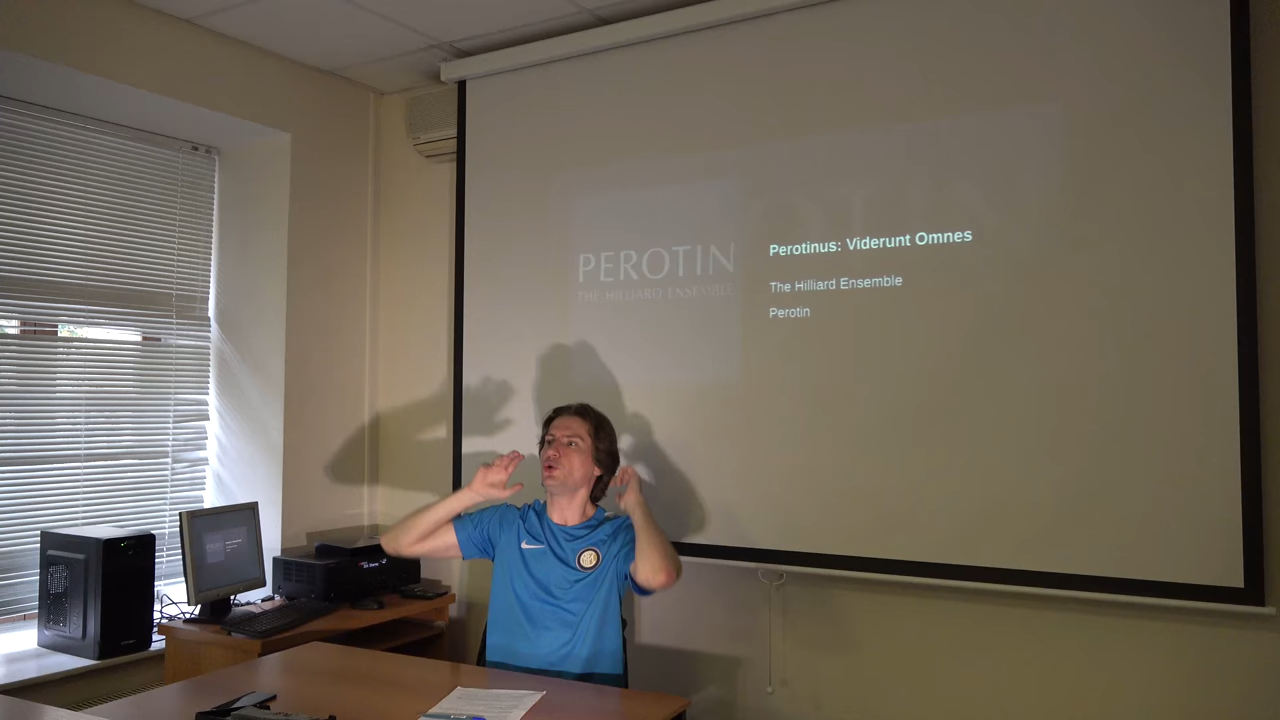 PEROTIN
THE HILLIARD ENSEMBLE
Perotinus: Viderunt Omnes
The Hilliard Ensemble
Perotin